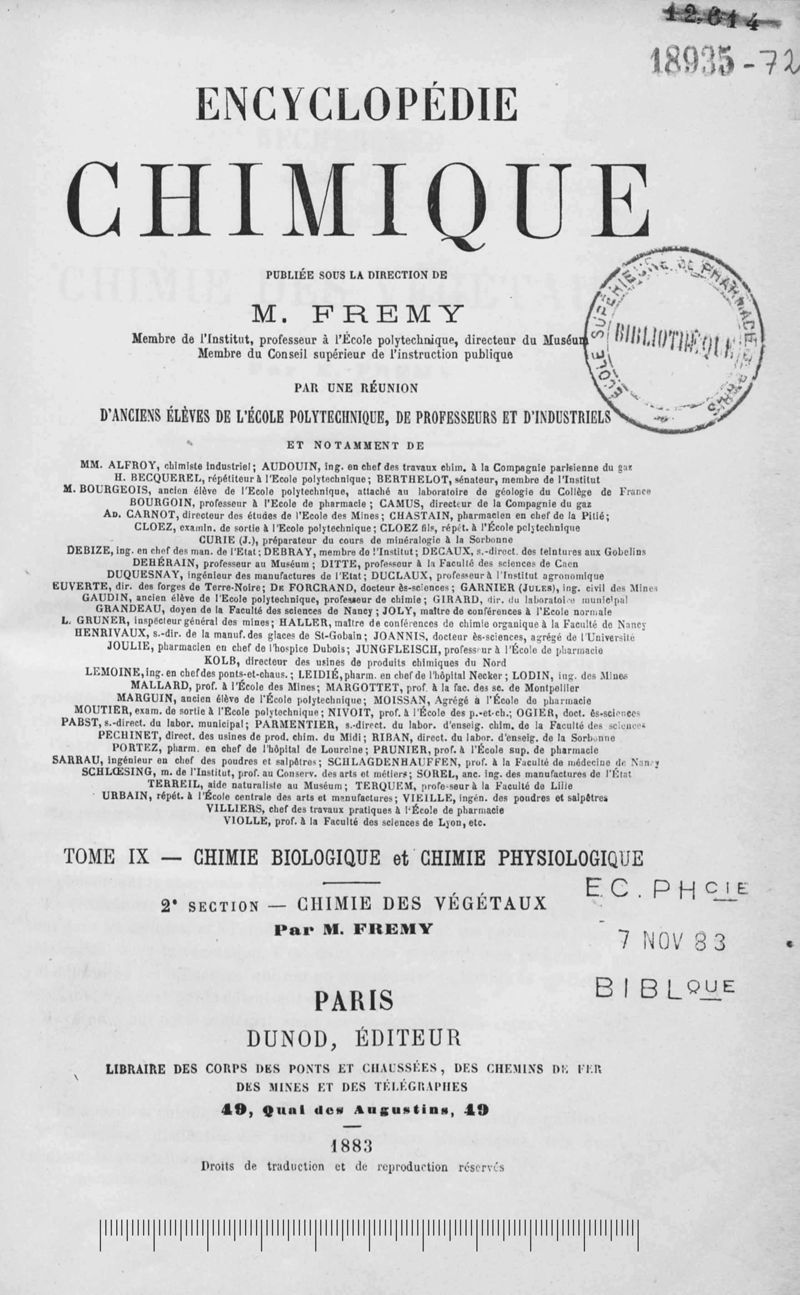 12.614
18935-72
ENCYCLOPÉDIE
CHIMIQUE
PUBLIÉE SOUS LA DIRECTION DE
M. FREMY
Membre de l'Institut, professeur à l'École polytechnique, directeur du Muséum
Membre du Conseil supérieur de l'instruction publique
ÉCOLE SUPÉRIEURE DE PHARMACIE
BIBLIOTHÈQUE
PARIS
PAR UNE RÉUNION
D'ANCIENS ÉLÈVES DE L'ÉCOLE POLYTECHNIQUE, DE PROFESSEURS ET D'INDUSTRIELS
ET NOTAMMENT DE
MM. ALFROY, chimiste industriel; AUDOUIN, ing. en chef des travaux chim. à la Compagnie parisienne du gaz
H. BECQUEREL, répétiteur à l'Ecole polytechnique; BERTHELOT, sénateur, membre de l'Institut
M. BOURGEOIS, ancien élève de l'Ecole polytechnique, attaché au laboratoire de géologie du Collège de France
BOURGOIN, professeur à l'Ecole de pharmacie; CAMUS, directeur de la Compagnie du gaz
AD. CARNOT, directeur des études de l'Ecole des Mines; CHASTAIN, pharmacien en chef de la Pitié;
CLOEZ, examin. de sortie à l'Ecole polytechnique; CLOEZ fils, répét. à l'École polytechnique
CURIE (J.), préparateur du cours de minéralogie à la Sorbonne
DEBIZE, ing. en chef des man. de l'Etat; DEBRAY, membre de l'Institut; DECAUX, s.-direct. des teintures aux Gobelins
DEHÉRAIN, professeur au Muséum; DITTE, professeur à la Faculté des sciences de Caen
DUQUESNAY, ingénieur des manufactures de l'Etat; DUCLAUX, professeur à l'Institut agronomique
EUVERTE, dir. des forges de Terre-Noire; DE FORCRAND, docteur ès-sciences; GARNIER (JULES), ing. civil des Mines
GAUDIN, ancien élève de l'Ecole polytechnique, professeur de chimie; GIRARD, dir. du laboratoire municipal
GRANDEAU, doyen de la Faculté des sciences de Nancy; JOLY, maître de conférences à l'Ecole normale
L. GRUNER, inspecteur général des mines; HALLER, maître de conférences de chimie organique à la Faculté de Nancy
HENRIVAUX, s.-dir. de la manuf. des glaces de St-Gobain; JOANNIS, docteur ès-sciences, agrégé de l'Université
JOULIE, pharmacien en chef de l'hospice Dubois; JUNGFLEISCH, professeur à l'École de pharmacie
KOLB, directeur des usines de produits chimiques du Nord
LEMOINE, ing. en chef des ponts-et-chaus.; LEIDIÉ, pharm. en chef de l'hôpital Necker; LODIN, ing. des Mines
MALLARD, prof. à l'École des Mines; MARGOTTET, prof. à la fac. des sc. de Montpellier
MARGUIN, ancien élève de l'École polytechnique; MOISSAN, Agrégé à l'École de pharmacie
MOUTIER, exam. de sortie à l'Ecole polytechnique; NIVOIT, prof. à l'École des p.-et-ch.; OGIER, doct. ès-sciences
PABST, s.-direct. du labor. municipal; PARMENTIER, s.-direct. du labor. d'enseig. chim. de la Faculté des sciences
PECHINET, direct. des usines de prod. chim. du Midi; RIBAN, direct. du labor. d'enseig. de la Sorbonne
PORTEZ, pharm. en chef de l'hôpital de Lourcine; PRUNIER, prof. à l'École sup. de pharmacie
SARRAU, ingénieur en chef des poudres et salpêtres; SCHLAGDENHAUFFEN, prof. à la Faculté de médecine de Nancy
SCHLŒSING, m. de l'Institut, prof. au Conserv. des arts et métiers; SOREL, anc. ing. des manufactures de l'État
TERREIL, aide naturaliste au Muséum; TERQUEM, professeur à la Faculté de Lille
URBAIN, répét. à l'École centrale des arts et manufactures; VIEILLE, ingén. des poudres et salpêtres
VILLIERS, chef des travaux pratiques à l'École de pharmacie
VIOLLE, prof. à la Faculté des sciences de Lyon, etc.
TOME IX — CHIMIE BIOLOGIQUE et CHIMIE PHYSIOLOGIQUE
2e SECTION — CHIMIE DES VÉGÉTAUX
Par M. FREMY
EC. PHCIE
7 NOV 83
BIBLQUE
PARIS
DUNOD, ÉDITEUR
LIBRAIRE DES CORPS DES PONTS ET CHAUSSÉES, DES CHEMINS DE FER
DES MINES ET DES TÉLÉGRAPHES
49, Quai des Augustins, 49
1883
Droits de traduction et de reproduction réservés